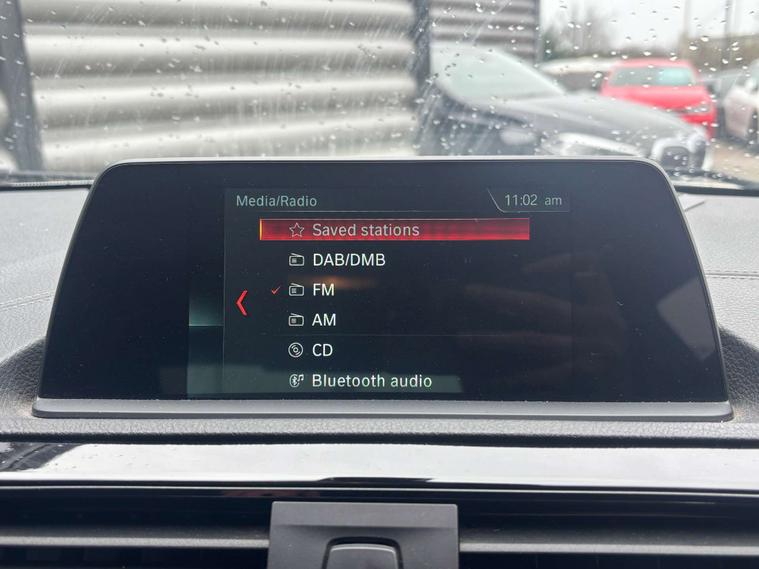 Media/Radio
11:02 am
Saved stations
DAB/DMB
FM
AM
CD
Bluetooth audio